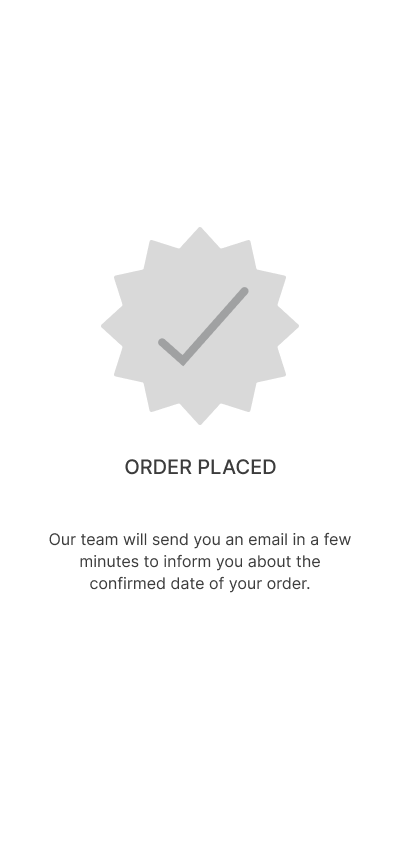 ORDER PLACED
Our team will send you an email in a few
minutes to inform you about the
confirmed date of your order.